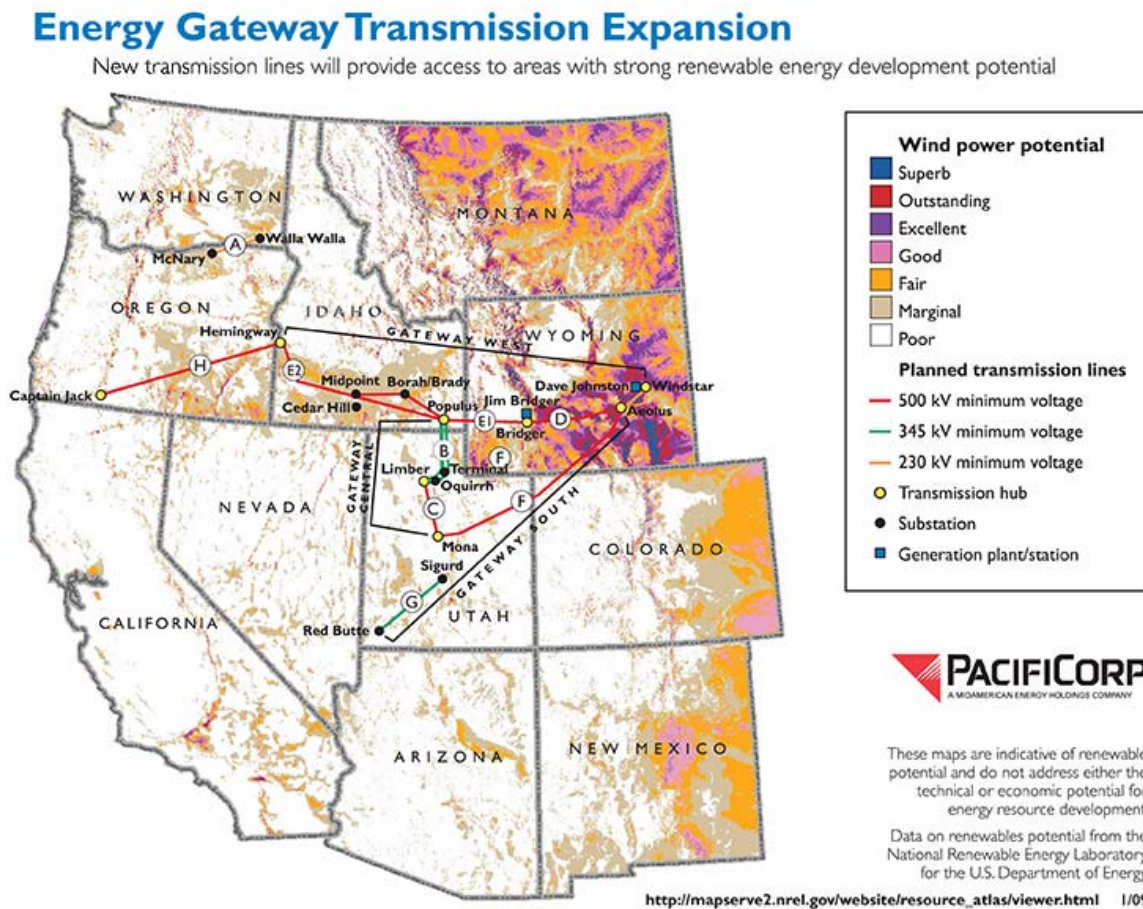 Energy Gateway Transmission Expansion
New transmission lines will provide access to areas with strong renewable energy development potential
WASHINGTON
MONTANA
A
Walla Walla
McNary
OREGON
IDAHO
Hemingway
GATEWAY WEST
WYOMING
H
E2
Midpoint
Borah/Brady
Dave Johnston
Windstar
Captain Jack
Cedar Hill
Populus
Jim Bridger
Aeolus
E1
D
Bridger
B
F
GATEWAY
CENTRAL
Limber
Terminal
Oquirrh
NEVADA
C
F
GATEWAY SOUTH
Mona
COLORADO
Sigurd
G
UTAH
CALIFORNIA
Red Butte
ARIZONA
NEW MEXICO
Wind power potential
Superb
Outstanding
Excellent
Good
Fair
Marginal
Poor
Planned transmission lines
500 kV minimum voltage
345 kV minimum voltage
230 kV minimum voltage
Transmission hub
Substation
Generation plant/station
PACIFICORP
A MIDAMERICAN ENERGY HOLDINGS COMPANY
These maps are indicative of renewable
potential and do not address either the
technical or economic potential for
energy resource development
Data on renewables potential from the
National Renewable Energy Laboratory
for the U.S. Department of Energy
http://mapserve2.nrel.gov/website/resource_atlas/viewer.html 1/09